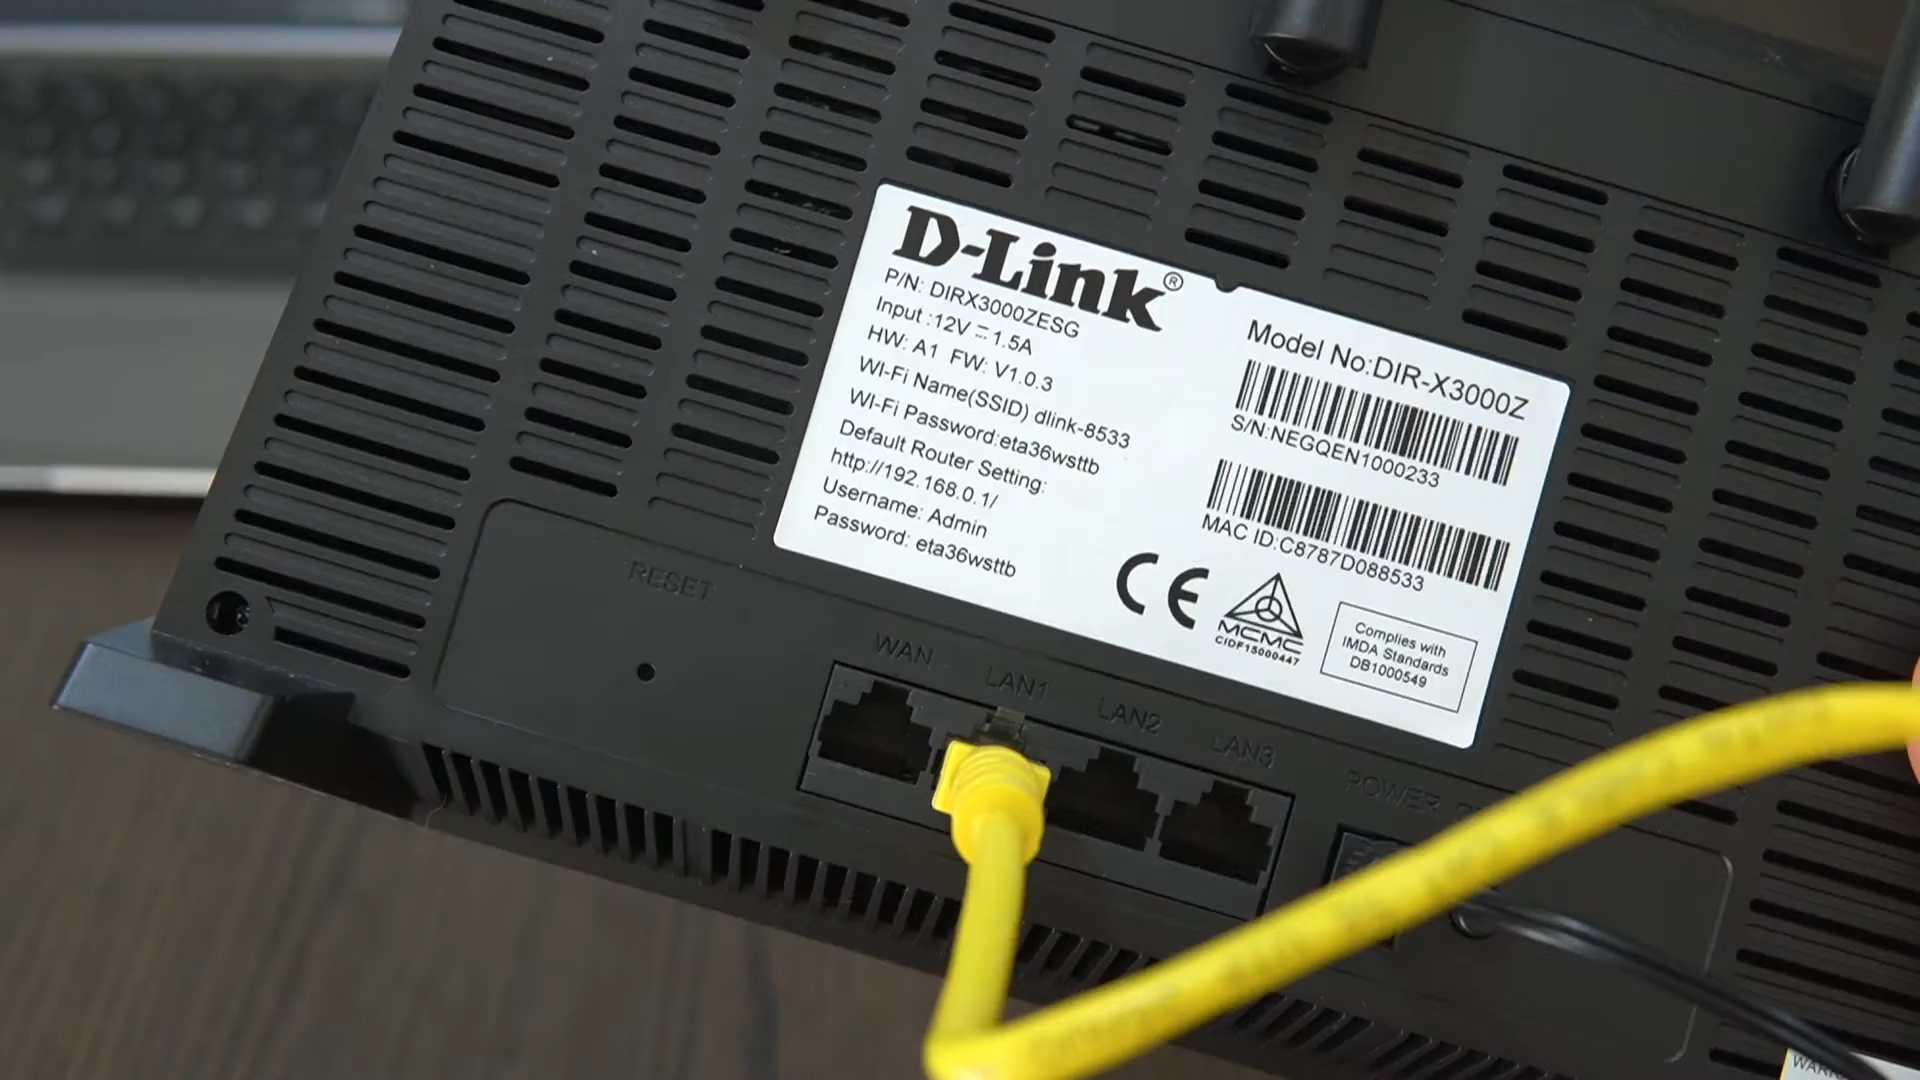 D-Link®
P/N: DIRX3000ZESG
Input :12V ⎓ 1.5A
HW: A1 FW: V1.0.3
WI-Fi Name(SSID) dlink-8533
WI-Fi Password:eta36wsttb
Default Router Setting:
http://192.168.0.1/
Username: Admin
Password: eta36wsttb
Model No:DIR-X3000Z
S/N:NEGQEN1000233
MAC ID:C8787D088533
CE
MCMC
CIDF15000447
Complies with
IMDA Standards
DB1000549
RESET
WAN
LAN1
LAN2
LAN3
POWER